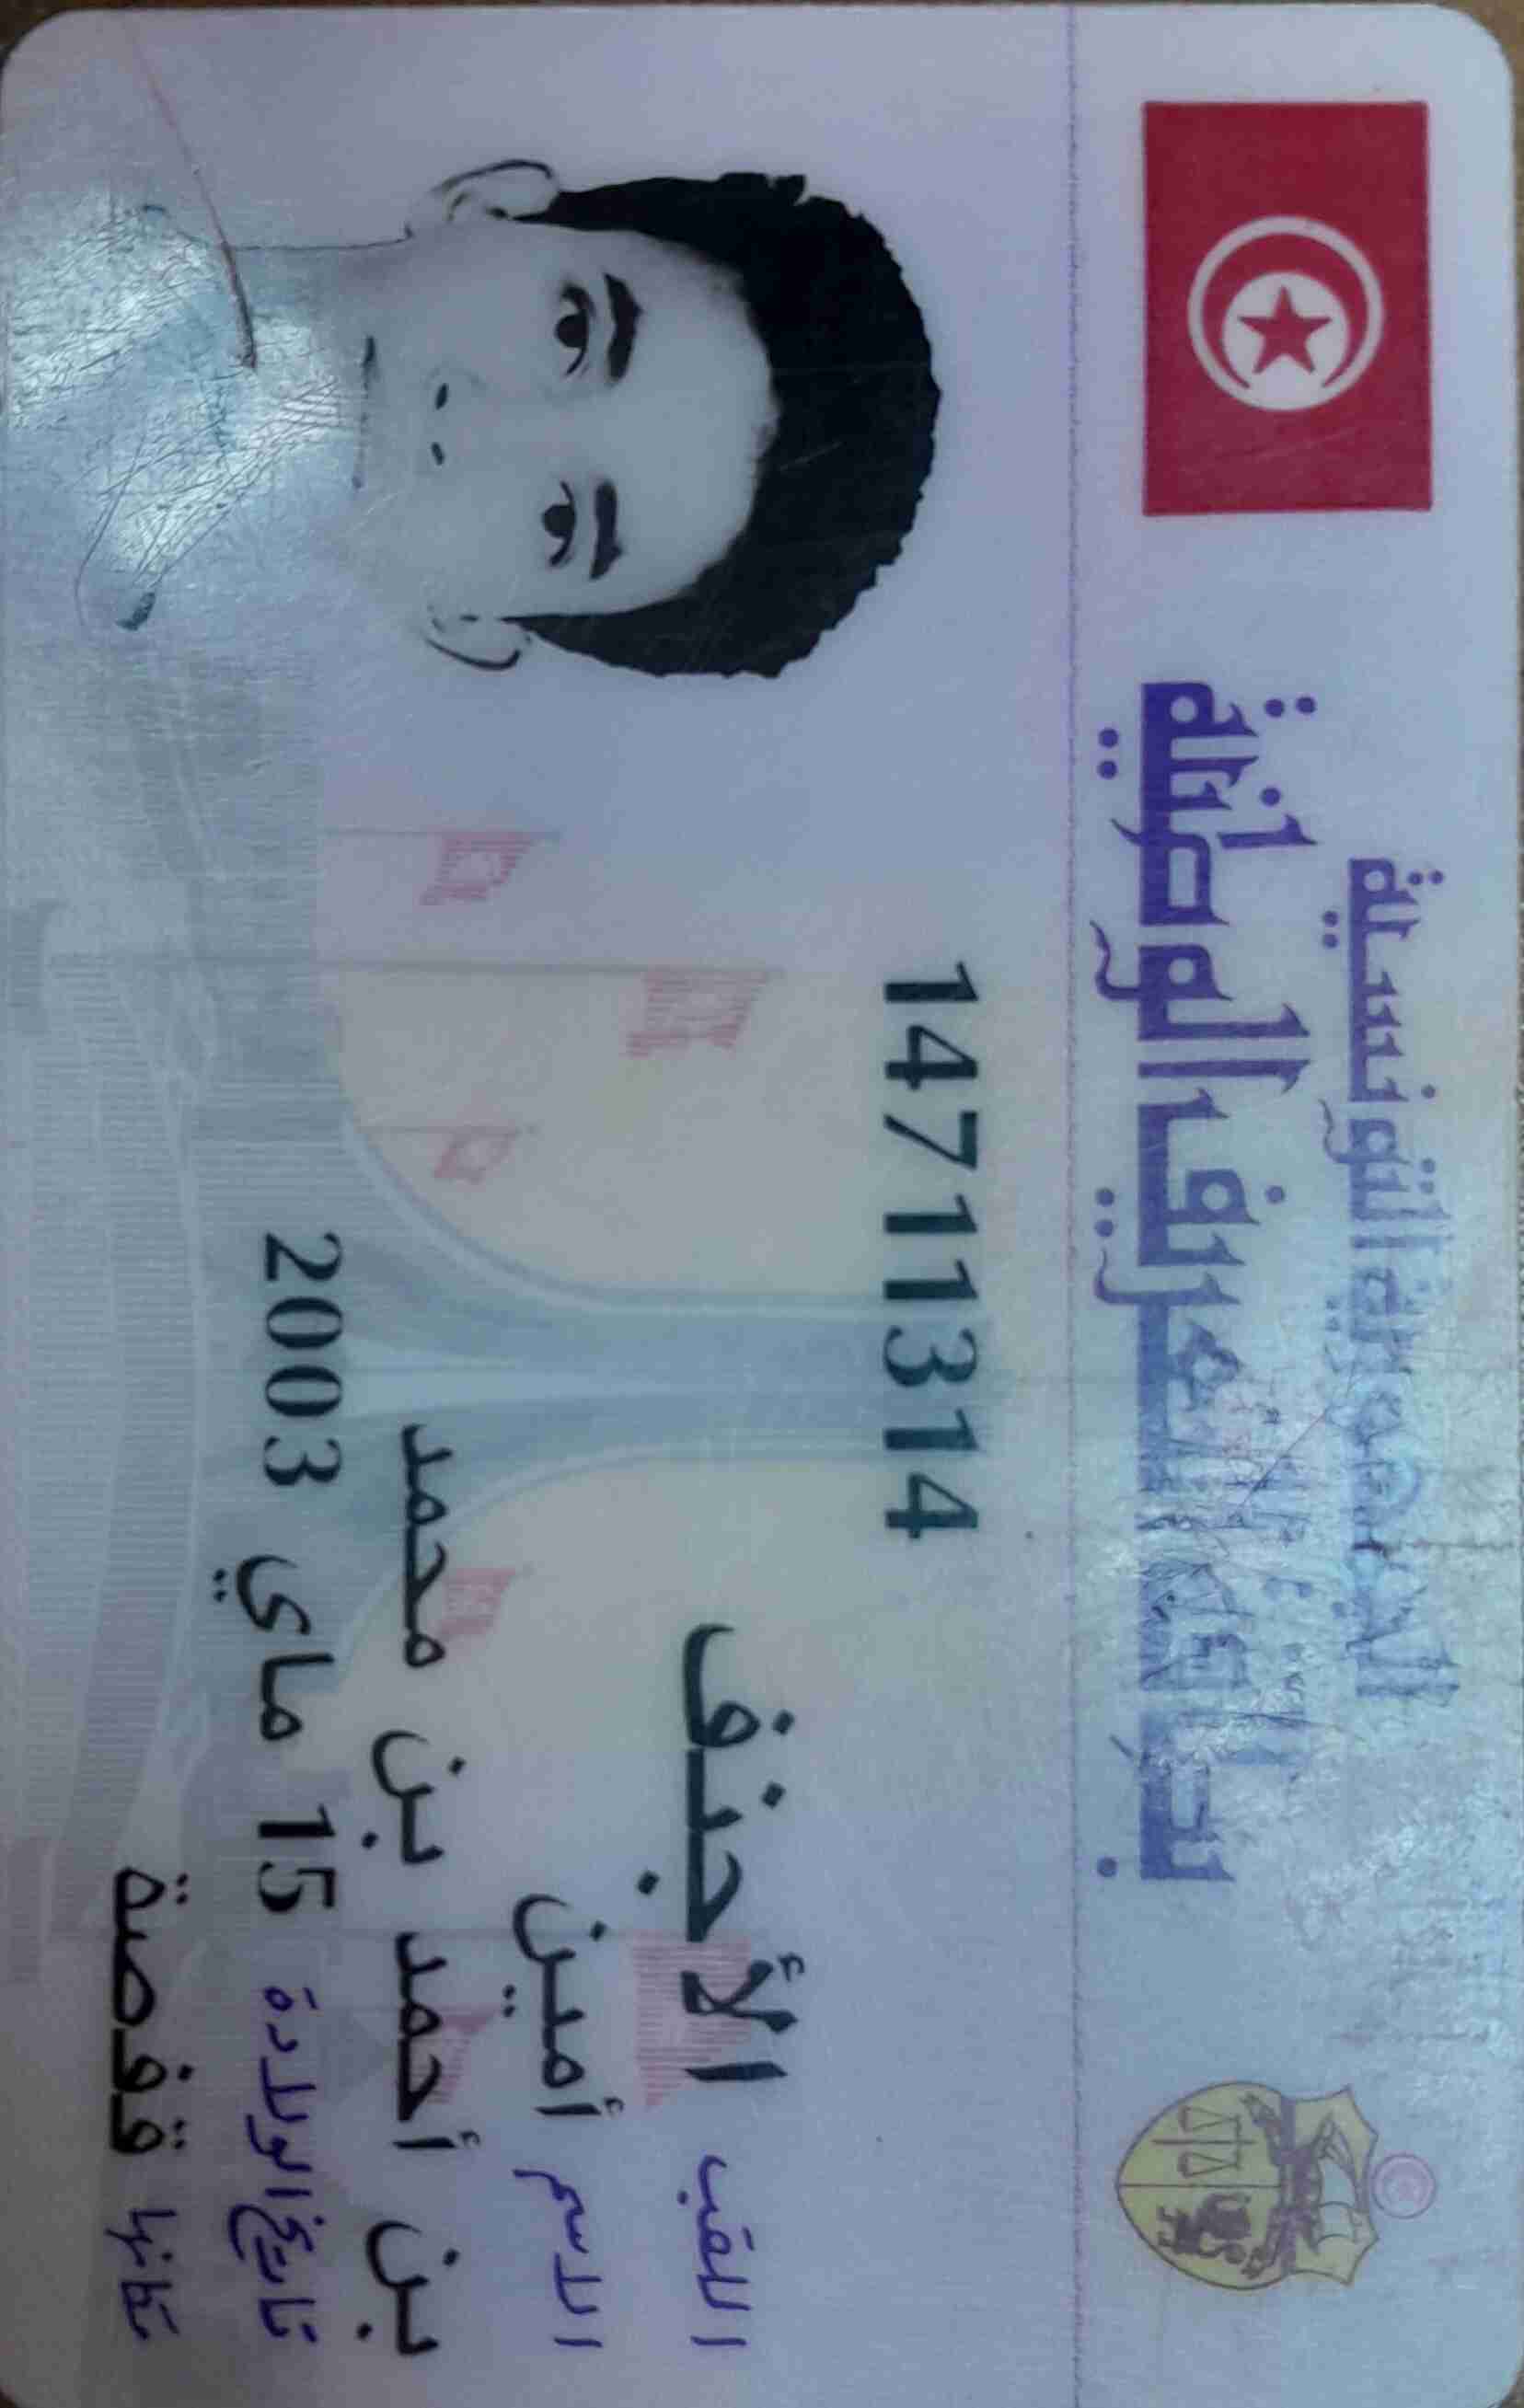 الجمهورية التونسية
بطاقة التعريف الوطنية
14711314
اللقب الأجنف
الاسم أمين
بن أحمد بن محمد
تاريخ الولادة 15 ماي 2003
مكانها قفصة